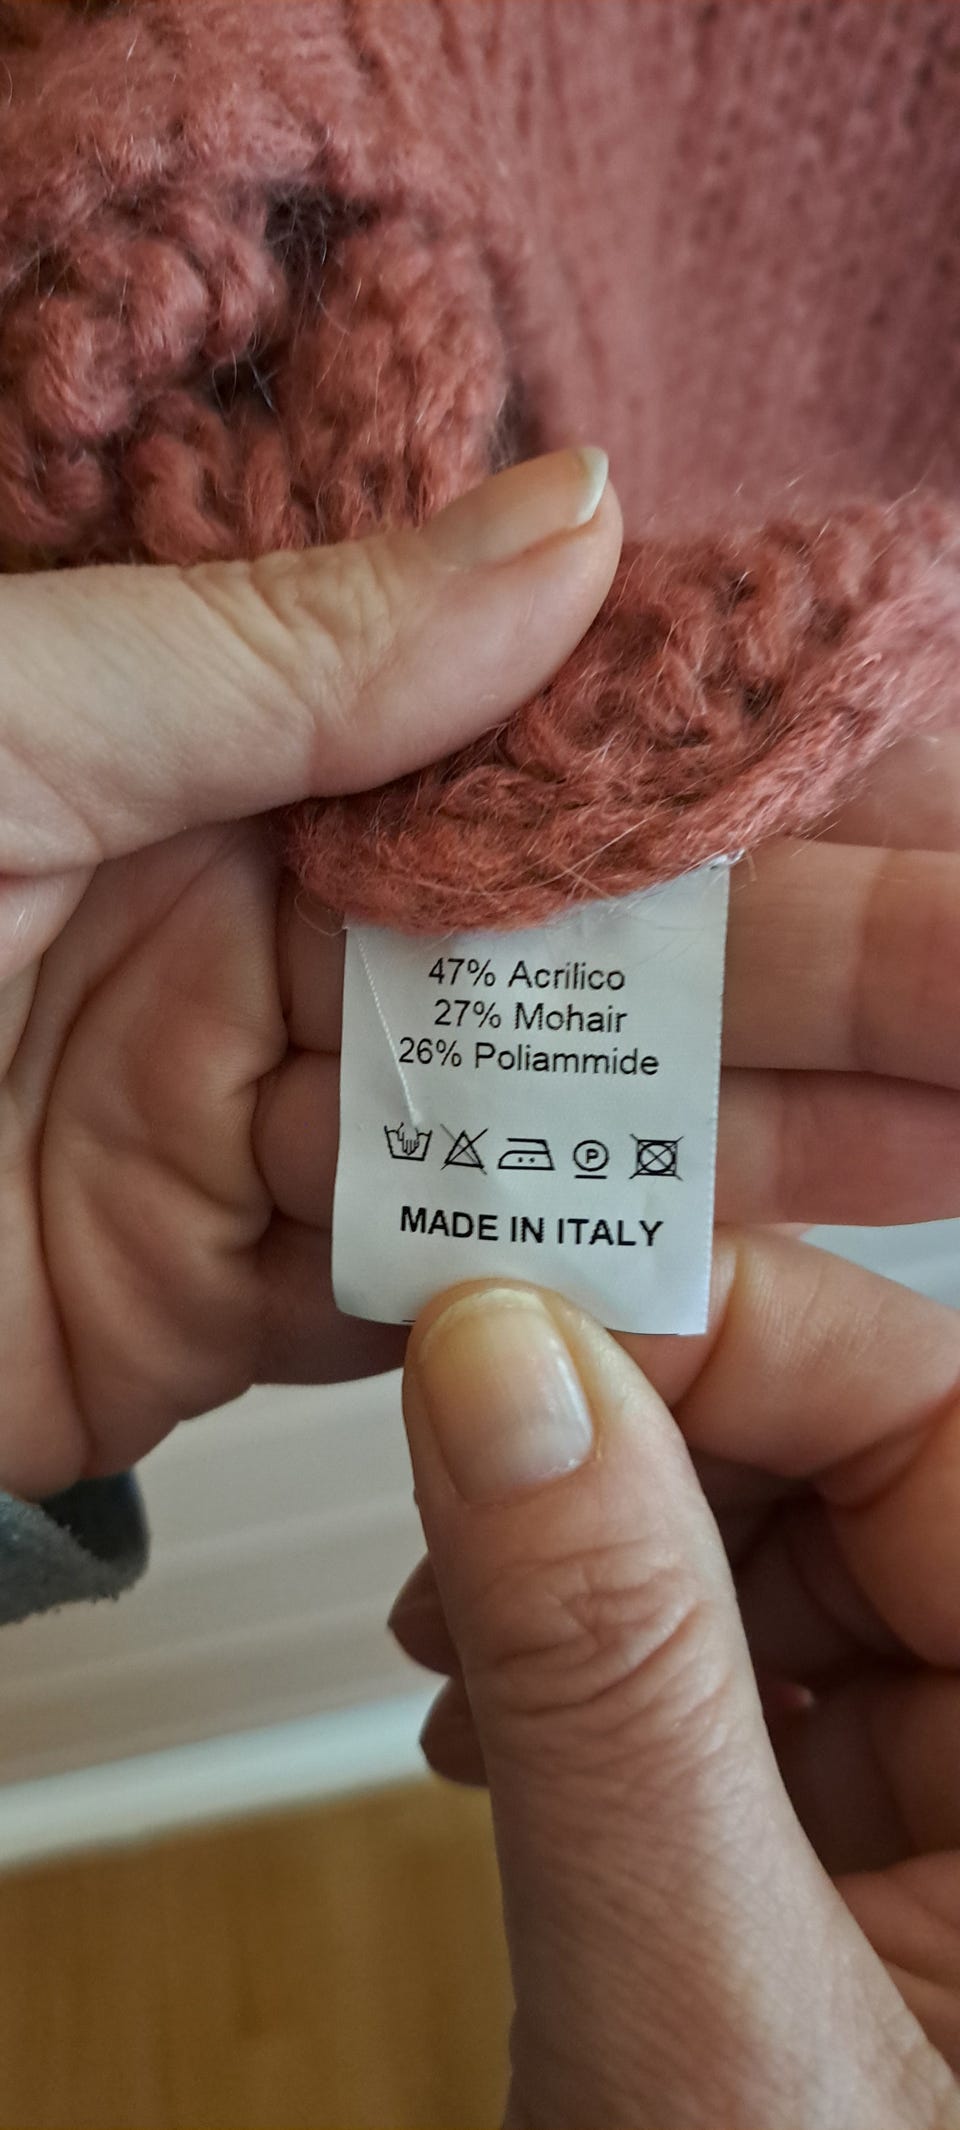 47% Acrilico
27% Mohair
26% Poliammide
P
MADE IN ITALY